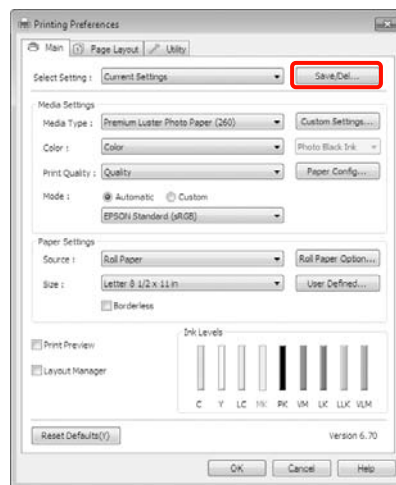 Printing Preferences
Main Page Layout Utility
Select Setting : Current Settings Save/Del...
Media Settings
Media Type : Premium Luster Photo Paper (260) Custom Settings...
Color : Color Photo Black Ink
Print Quality : Quality Paper Config...
Mode : Automatic Custom
EPSON Standard (sRGB)
Paper Settings
Source : Roll Paper Roll Paper Option...
Size : Letter 8 1/2 x 11 in User Defined...
Borderless
Ink Levels
Print Preview
Layout Manager
C Y LC MK PK VM LK LLK VLM
Reset Defaults(Y) Version 6.70
OK Cancel Help